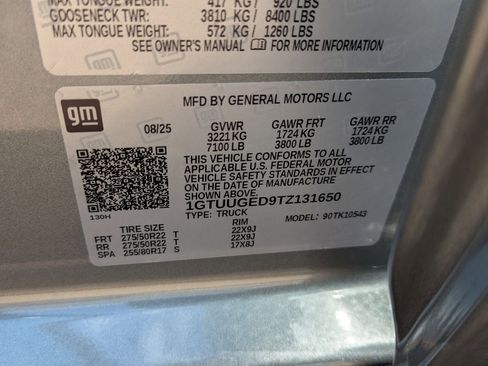 MAX TONGUE WEIGHT: 417 KG / 920 LBS
GOOSENECK TWR: 3810 KG / 8400 LBS
MAX TONGUE WEIGHT: 572 KG / 1260 LBS
SEE OWNER'S MANUAL FOR MORE INFORMATION
gm
MFD BY GENERAL MOTORS LLC
08/25 GVWR GAWR FRT GAWR RR
3221 KG 1724 KG 1724 KG
7100 LB 3800 LB 3800 LB
THIS VEHICLE CONFORMS TO ALL
APPLICABLE U.S. FEDERAL MOTOR
VEHICLE SAFETY STANDARDS IN EFFECT
ON THE DATE OF MANUFACTURE SHOWN ABOVE.
1GTUUGED9TZ131650
130H TYPE: TRUCK MODEL: 90TK10543
TIRE SIZE RIM
FRT 275/50R22 T 22X9J
RR 275/50R22 T 22X9J
SPA 255/80R17 S 17X8J